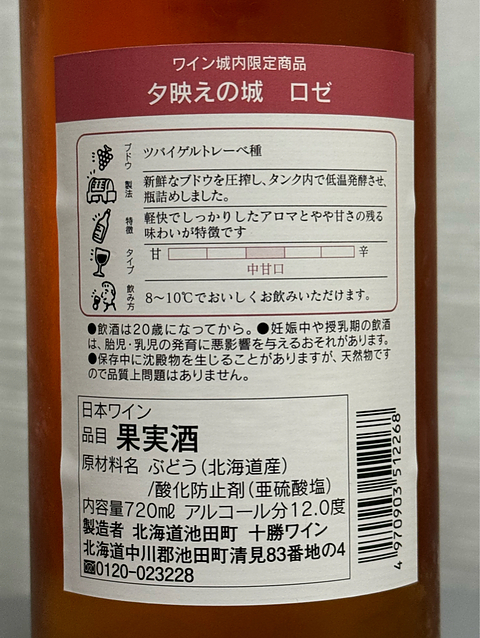 ワイン城内限定商品
夕映えの城 ロゼ
ブドウ ツバイゲルトレーベ種
製法 新鮮なブドウを圧搾し、タンク内で低温発酵させ、
瓶詰めしました。
特徴 軽快でしっかりしたアロマとやや甘さの残る
味わいが特徴です
タイプ 甘 辛
中甘口
飲み方 8~10℃でおいしくお飲みいただけます。
●飲酒は20歳になってから。●妊娠中や授乳期の飲酒
は、胎児・乳児の発育に悪影響を与えるおそれがあります。
●保存中に沈殿物を生じることがありますが、天然物です
ので品質上問題はありません。
日本ワイン
品目 果実酒
原材料名 ぶどう(北海道産)
/酸化防止剤(亜硫酸塩)
内容量720mℓ アルコール分12.0度
製造者 北海道池田町 十勝ワイン
北海道中川郡池田町清見83番地の4
☎0120-023228
4 970903 512268